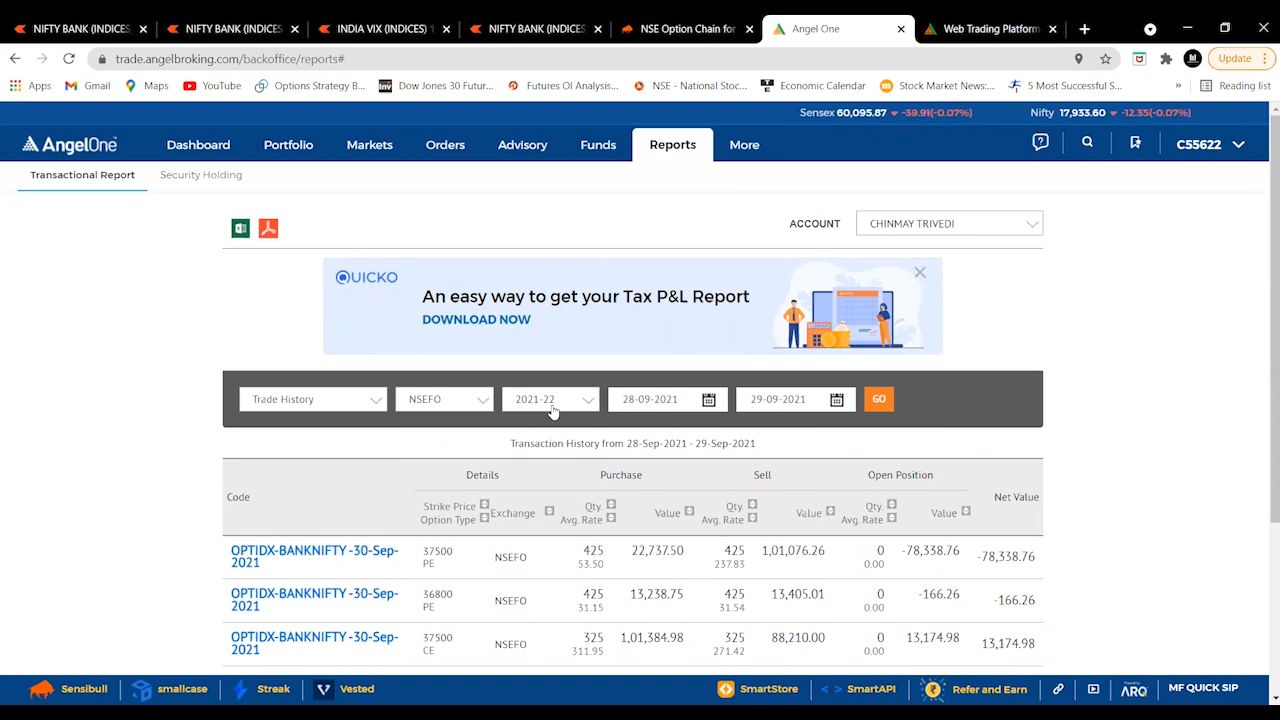 NIFTY BANK (INDICES)
NIFTY BANK (INDICES
INDIA VIX (INDICES) 1
NIFTY BANK (INDICES
NSE Option Chain for
Angel One
Web Trading Platform
trade.angelbroking.com/backoffice/reports#
Update
Apps
Gmail
Maps
YouTube
Options Strategy B...
Dow Jones 30 Futur...
Futures OI Analysis...
NSE - National Stoc...
Economic Calendar
Stock Market News:...
5 Most Successful S...
»
Reading list
Sensex 60,095.87 -39.91(-0.07%)
Nifty 17,933.60 -12.35(-0.07%)
AngelOne
Dashboard
Portfolio
Markets
Orders
Advisory
Funds
Reports
More
C55622
Transactional Report
Security Holding
ACCOUNT
CHINMAY TRIVEDI
QUICKO
An easy way to get your Tax P&L Report
DOWNLOAD NOW
Trade History
NSEFO
2021-22
28-09-2021
29-09-2021
GO
Transaction History from 28-Sep-2021 - 29-Sep-2021
Code
Details
Purchase
Sell
Open Position
Net Value
Strike Price
Option Type
Exchange
Qty.
Avg. Rate
Value
Qty.
Avg. Rate
Value
Qty.
Avg. Rate
Value
OPTIDX-BANKNIFTY -30-Sep-
2021
37500
PE
NSEFO
425
53.50
22,737.50
425
237.83
1,01,076.26
0
0.00
-78,338.76
-78,338.76
OPTIDX-BANKNIFTY -30-Sep-
2021
36800
PE
NSEFO
425
31.15
13,238.75
425
31.54
13,405.01
0
0.00
-166.26
-166.26
OPTIDX-BANKNIFTY -30-Sep-
2021
37500
CE
NSEFO
325
311.95
1,01,384.98
325
271.42
88,210.00
0
0.00
13,174.98
13,174.98
Sensibull
smallcase
Streak
Vested
SmartStore
SmartAPI
Refer and Earn
ARQ
MF QUICK SIP